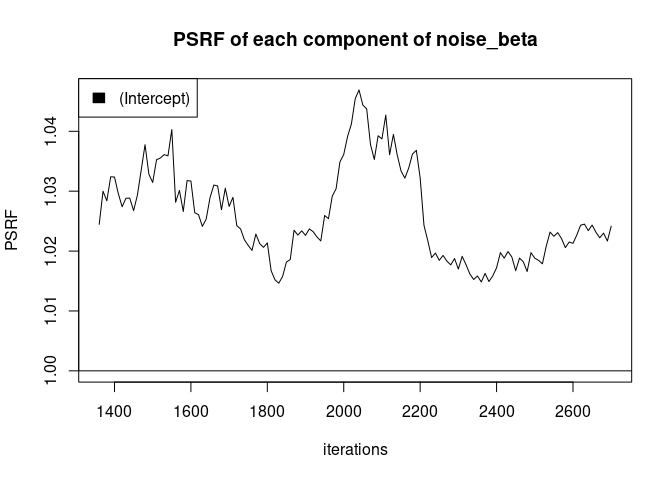 PSRF of each component of noise_beta
(Intercept)
PSRF
1.04
1.03
1.02
1.01
1.00
1400 1600 1800 2000 2200 2400 2600
iterations